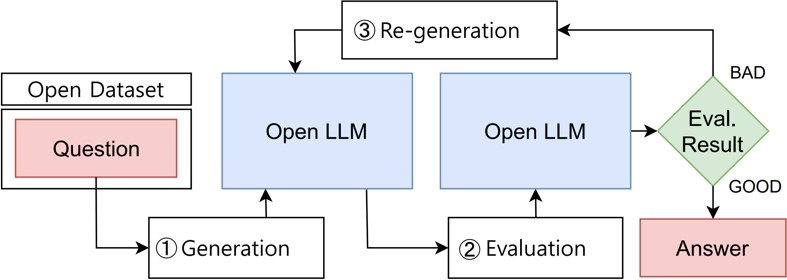 ③ Re-generation
Open Dataset
Question
Open LLM
Open LLM
BAD
Eval.
Result
GOOD
① Generation
② Evaluation
Answer